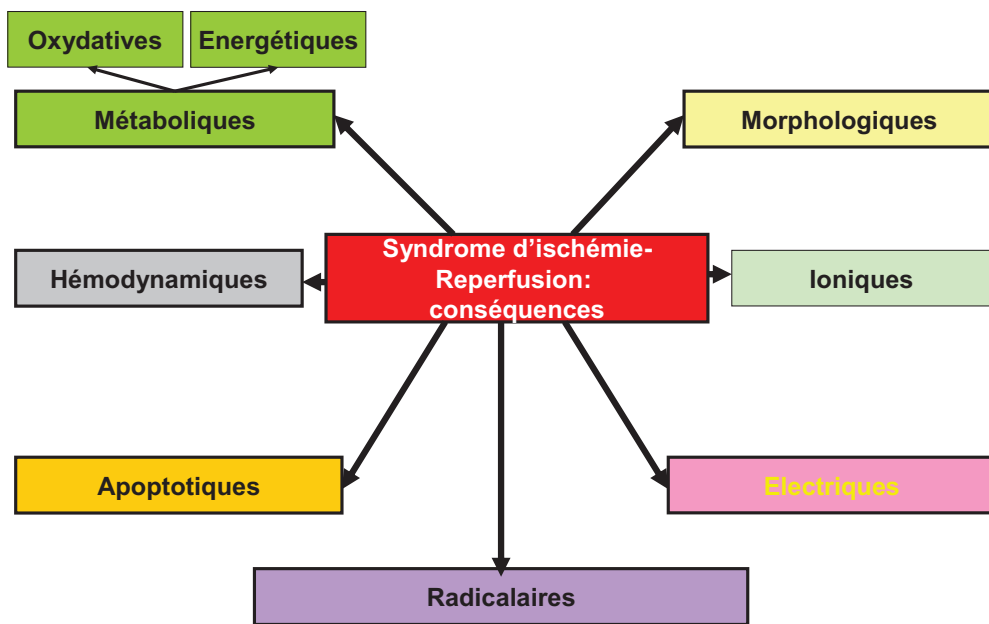 Oxydatives
Energétiques
Métaboliques
Morphologiques
Syndrome d'ischémie-
Reperfusion:
conséquences
Hémodynamiques
Ioniques
Apoptotiques
Electriques
Radicalaires